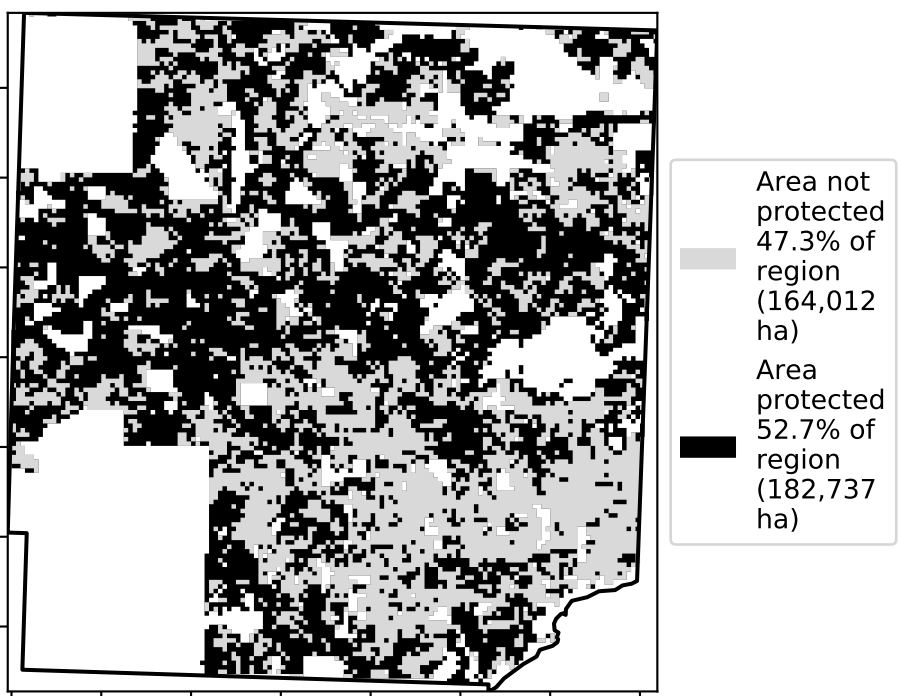 Area not
protected
47.3% of
region
(164,012
ha)
Area
protected
52.7% of
region
(182,737
ha)